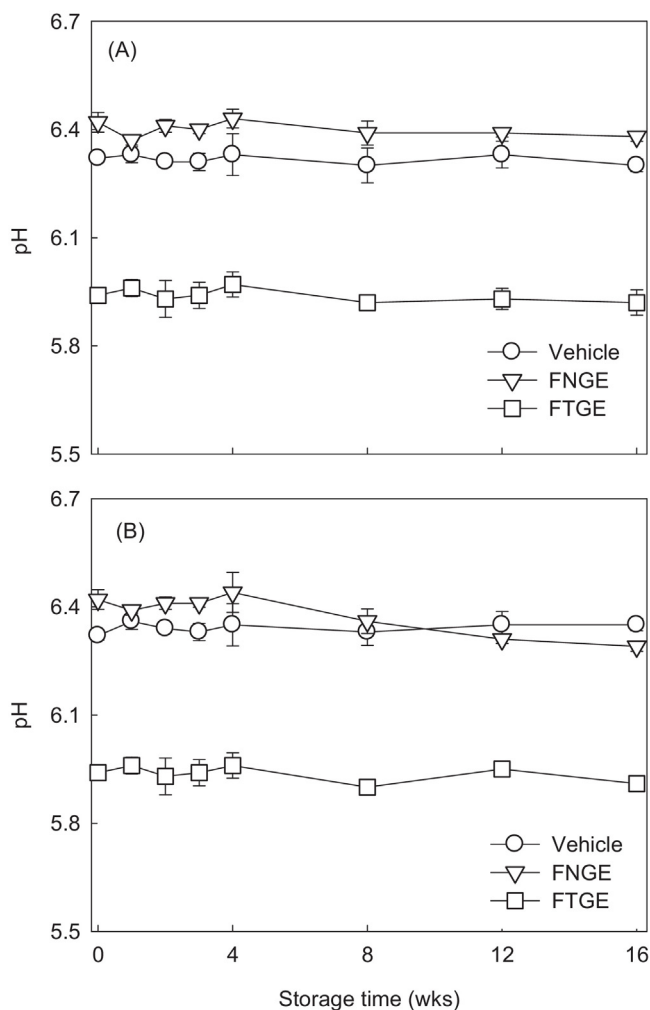 6.7
(A)
6.4
6.1
pH
5.8
Vehicle
FNGE
FTGE
5.5
6.7
(B)
6.4
6.1
pH
5.8
Vehicle
FNGE
FTGE
5.5
0 4 8 12 16
Storage time (wks)